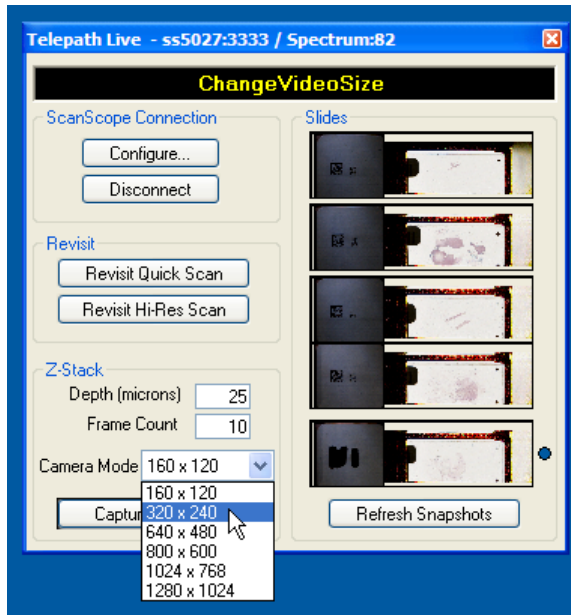 Telepath Live - ss5027:3333 / Spectrum:82
ChangeVideoSize
ScanScope Connection
Configure...
Disconnect
Revisit
Revisit Quick Scan
Revisit Hi-Res Scan
Z-Stack
Depth (microns) 25
Frame Count 10
Camera Mode 160 x 120
160 x 120
320 x 240
640 x 480
800 x 600
1024 x 768
1280 x 1024
Slides
Refresh Snapshots